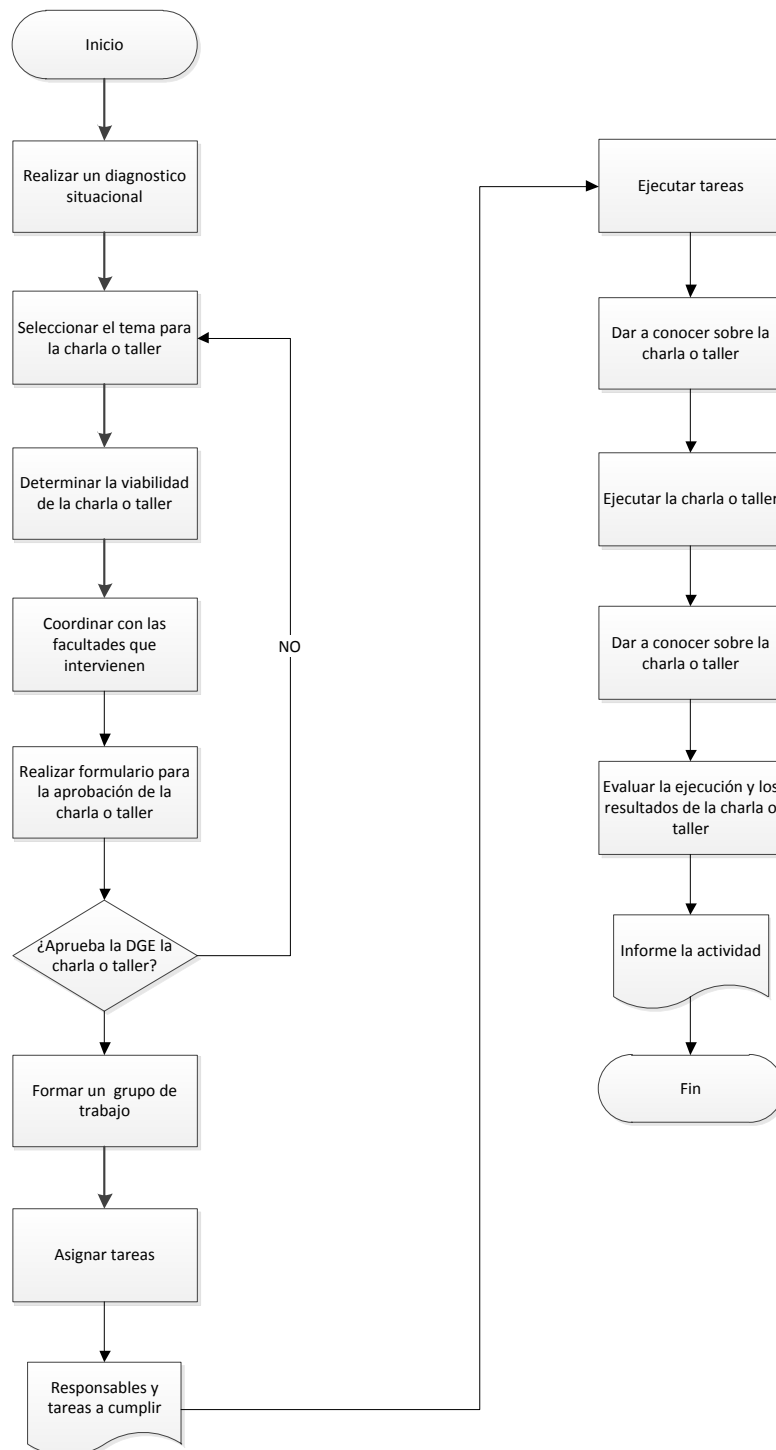 Inicio
Realizar un diagnostico
situacional
Seleccionar el tema para
la charla o taller
Determinar la viabilidad
de la charla o taller
Coordinar con las
facultades que
intervienen
NO
Realizar formulario para
la aprobación de la
charla o taller
¿Aprueba la DGE la
charla o taller?
Formar un grupo de
trabajo
Asignar tareas
Responsables y
tareas a cumplir
Ejecutar tareas
Dar a conocer sobre la
charla o taller
Ejecutar la charla o taller
Dar a conocer sobre la
charla o taller
Evaluar la ejecución y los
resultados de la charla o
taller
Informe la actividad
Fin